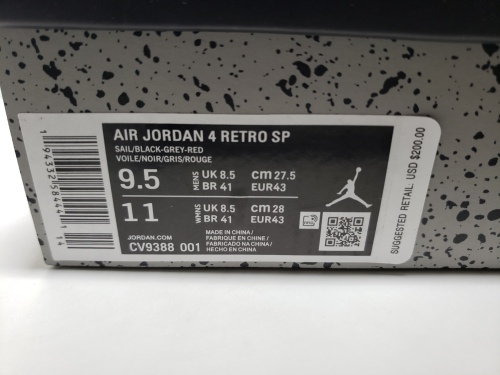 AIR JORDAN 4 RETRO SP
SAIL/BLACK-GREY-RED
VOILE/NOIR/GRIS/ROUGE
9.5 MENS UK 8.5 CM 27.5
BR 41 EUR43
11 WMNS UK 8.5 CM 28
BR 41 EUR43
JORDAN.COM
CV9388 001
MADE IN CHINA/
FABRIQUE EN CHINE/
FABRICADO NA CHINA/
HECHO EN CHINA
SUGGESTED RETAIL USD $200.00